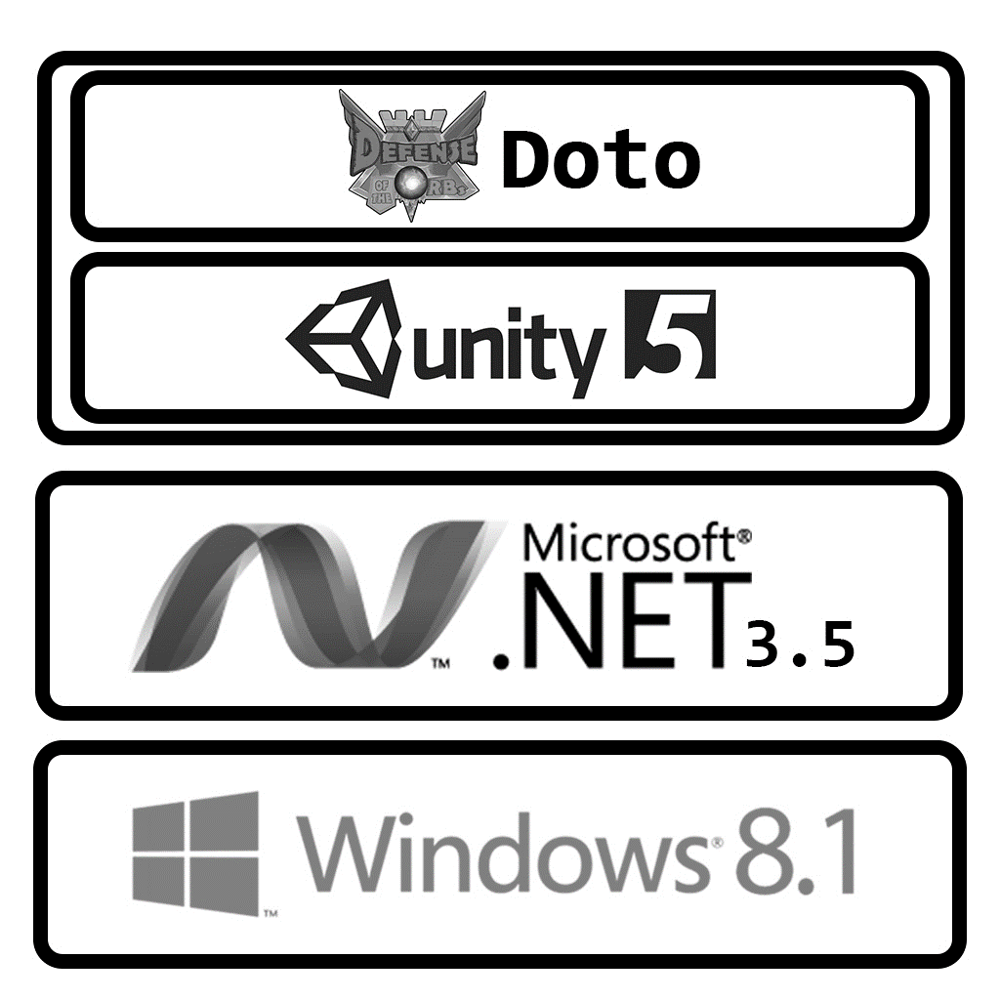 DEFENSE
OF THE ORBs
Doto
unity 5
Microsoft®
.NET 3.5
™
Windows® 8.1
™